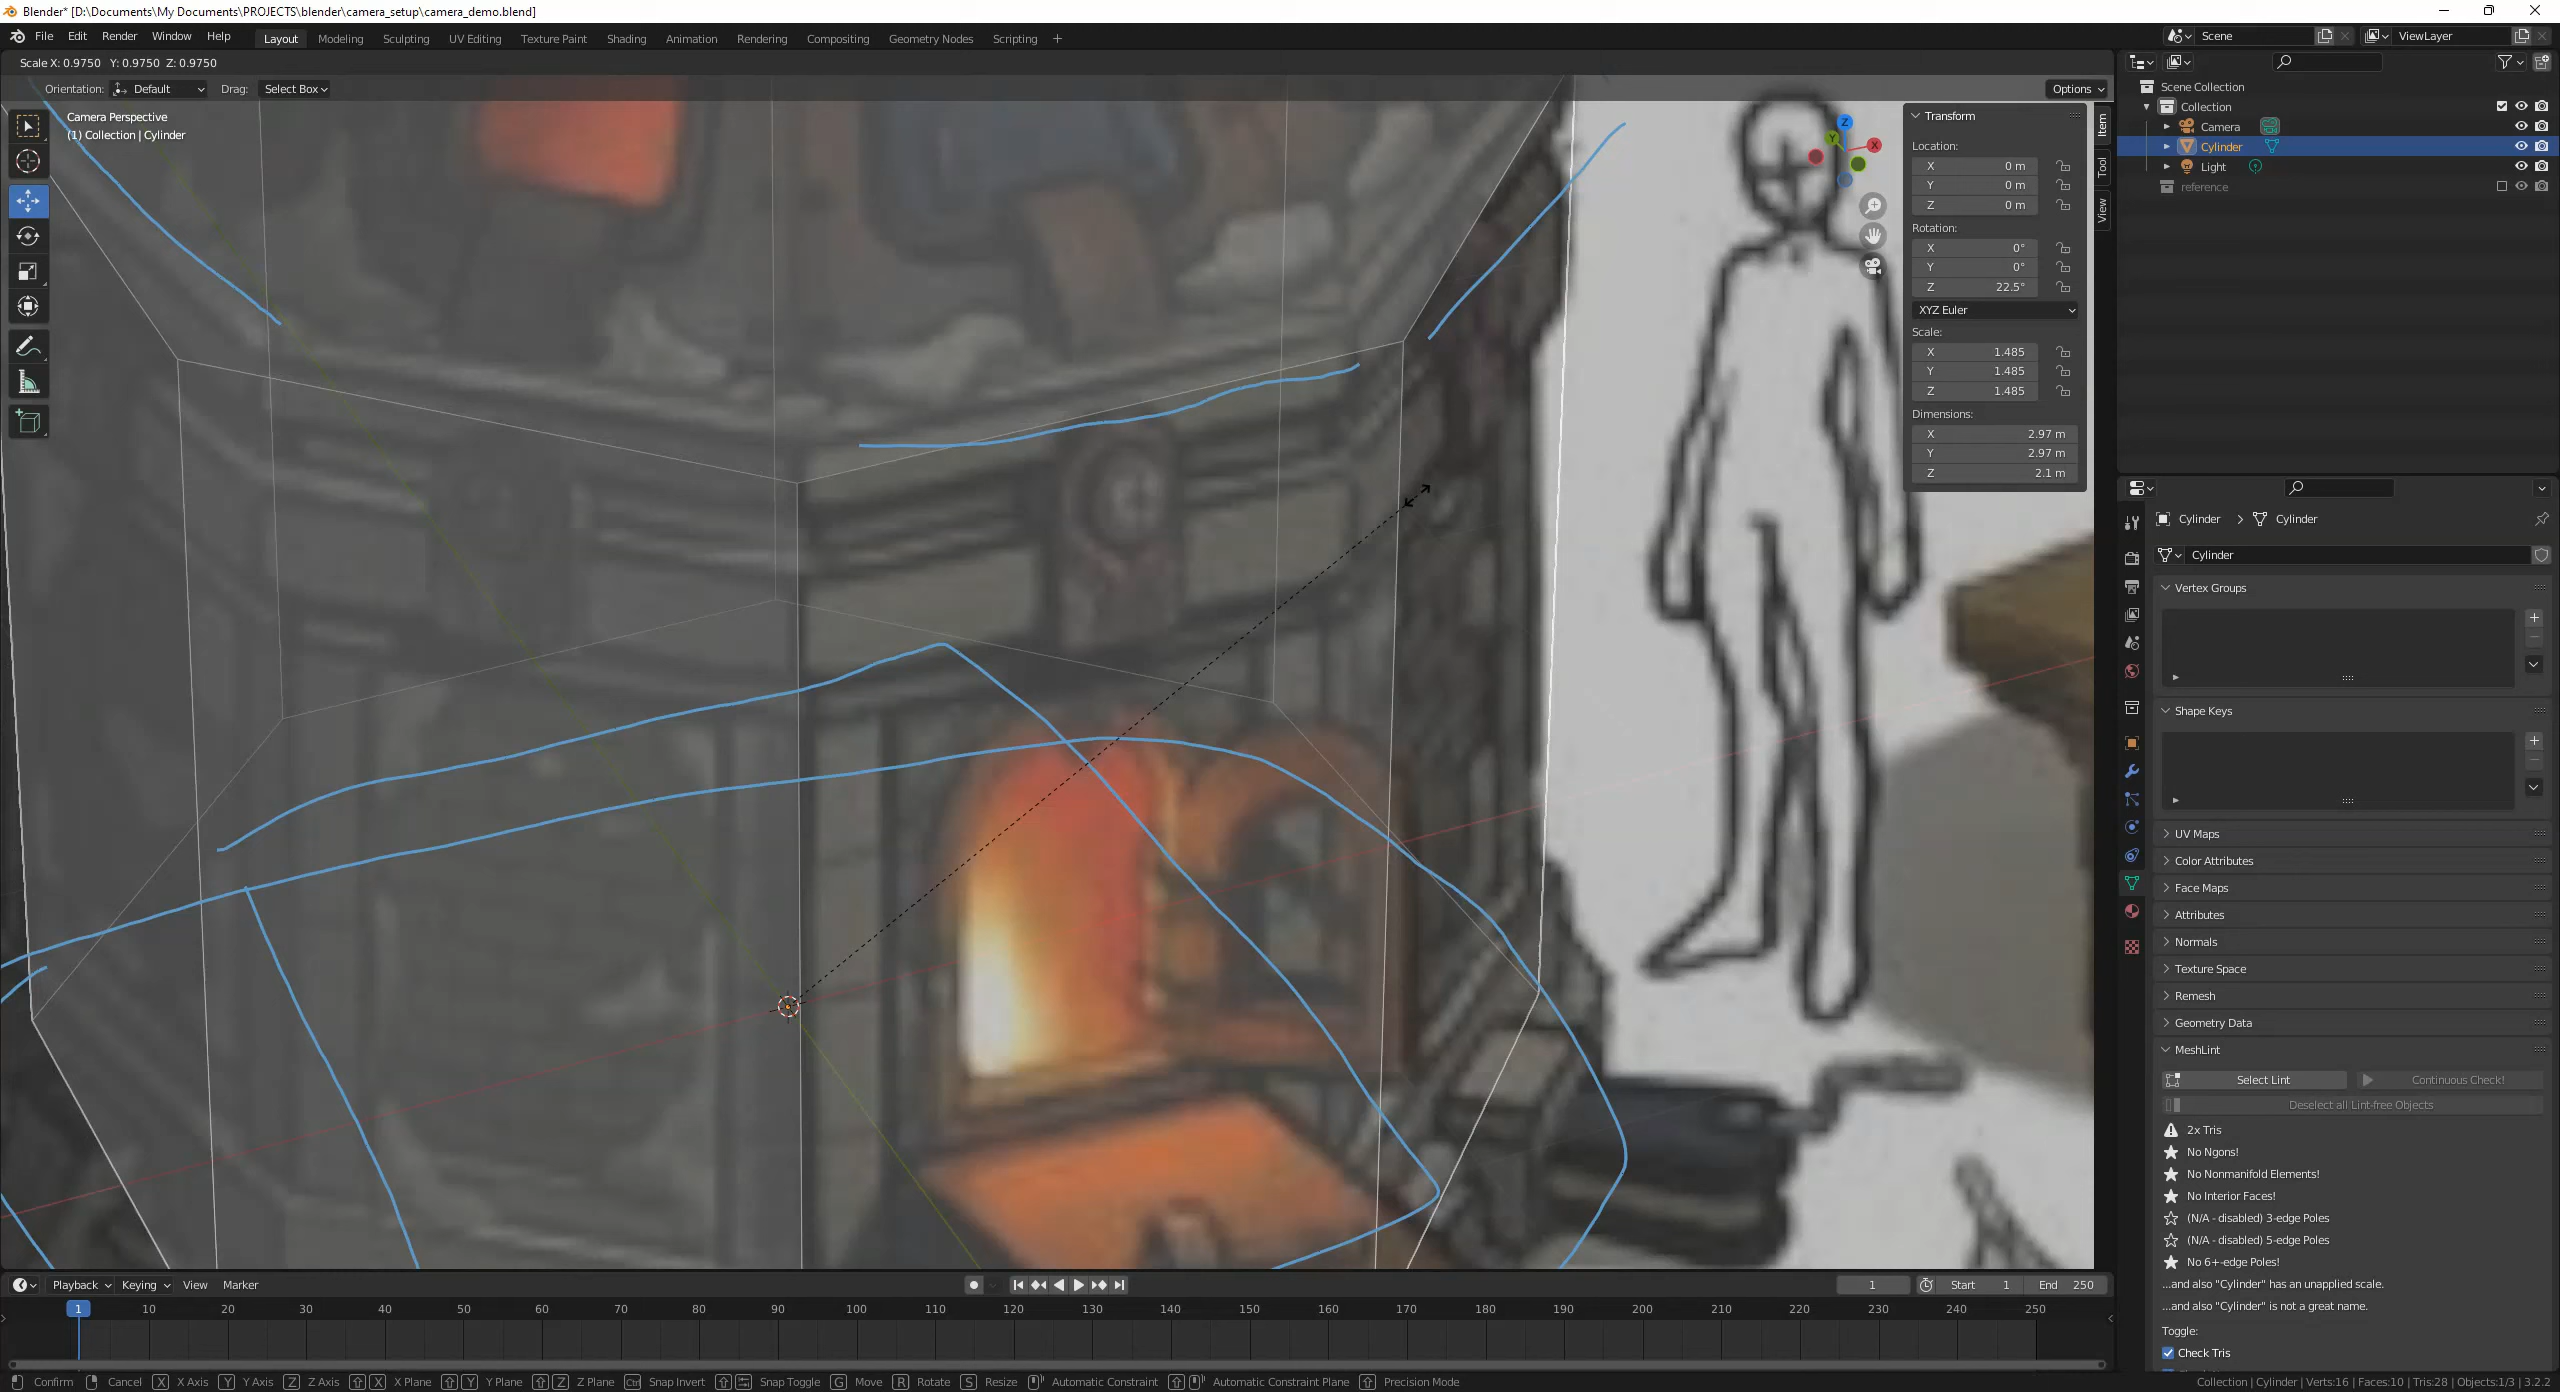 Blender* [D:\Documents\My Documents\PROJECTS\blender\camera_setup\camera_demo.blend]
File Edit Render Window Help Layout Modeling Sculpting UV Editing Texture Paint Shading Animation Rendering Compositing Geometry Nodes Scripting + Scene ViewLayer
Scale X: 0.9750 Y: 0.9750 Z: 0.9750
Orientation: Default Drag: Select Box Options
Camera Perspective
(1) Collection | Cylinder
Transform
Location:
X 0 m
Y 0 m
Z 0 m
Rotation:
X 0°
Y 0°
Z 22.5°
XYZ Euler
Scale:
X 1.485
Y 1.485
Z 1.485
Dimensions:
X 2.97 m
Y 2.97 m
Z 2.1 m
Item
Tool
View
Z
Y
X
Scene Collection
Collection
Camera
Cylinder
Light
reference
Cylinder > Cylinder
Cylinder
Vertex Groups
Shape Keys
UV Maps
Color Attributes
Face Maps
Attributes
Normals
Texture Space
Remesh
Geometry Data
MeshLint
Select Lint Continuous Check!
Deselect all Lint-free Objects
2x Tris
No Ngons!
No Nonmanifold Elements!
No Interior Faces!
(N/A - disabled) 3-edge Poles
(N/A - disabled) 5-edge Poles
No 6+-edge Poles!
...and also "Cylinder" has an unapplied scale.
...and also "Cylinder" is not a great name.
Toggle:
Check Tris
Playback Keying View Marker 1 Start 1 End 250
1 10 20 30 40 50 60 70 80 90 100 110 120 130 140 150 160 170 180 190 200 210 220 230 240 250
Confirm Cancel X X Axis Y Y Axis Z Z Axis X X Plane Y Y Plane Z Z Plane Ctrl Snap Invert Snap Toggle G Move R Rotate S Resize Automatic Constraint Automatic Constraint Plane Precision Mode
Collection | Cylinder | Verts:16 | Faces:10 | Tris:28 | Objects:1/3 | 3.2.2